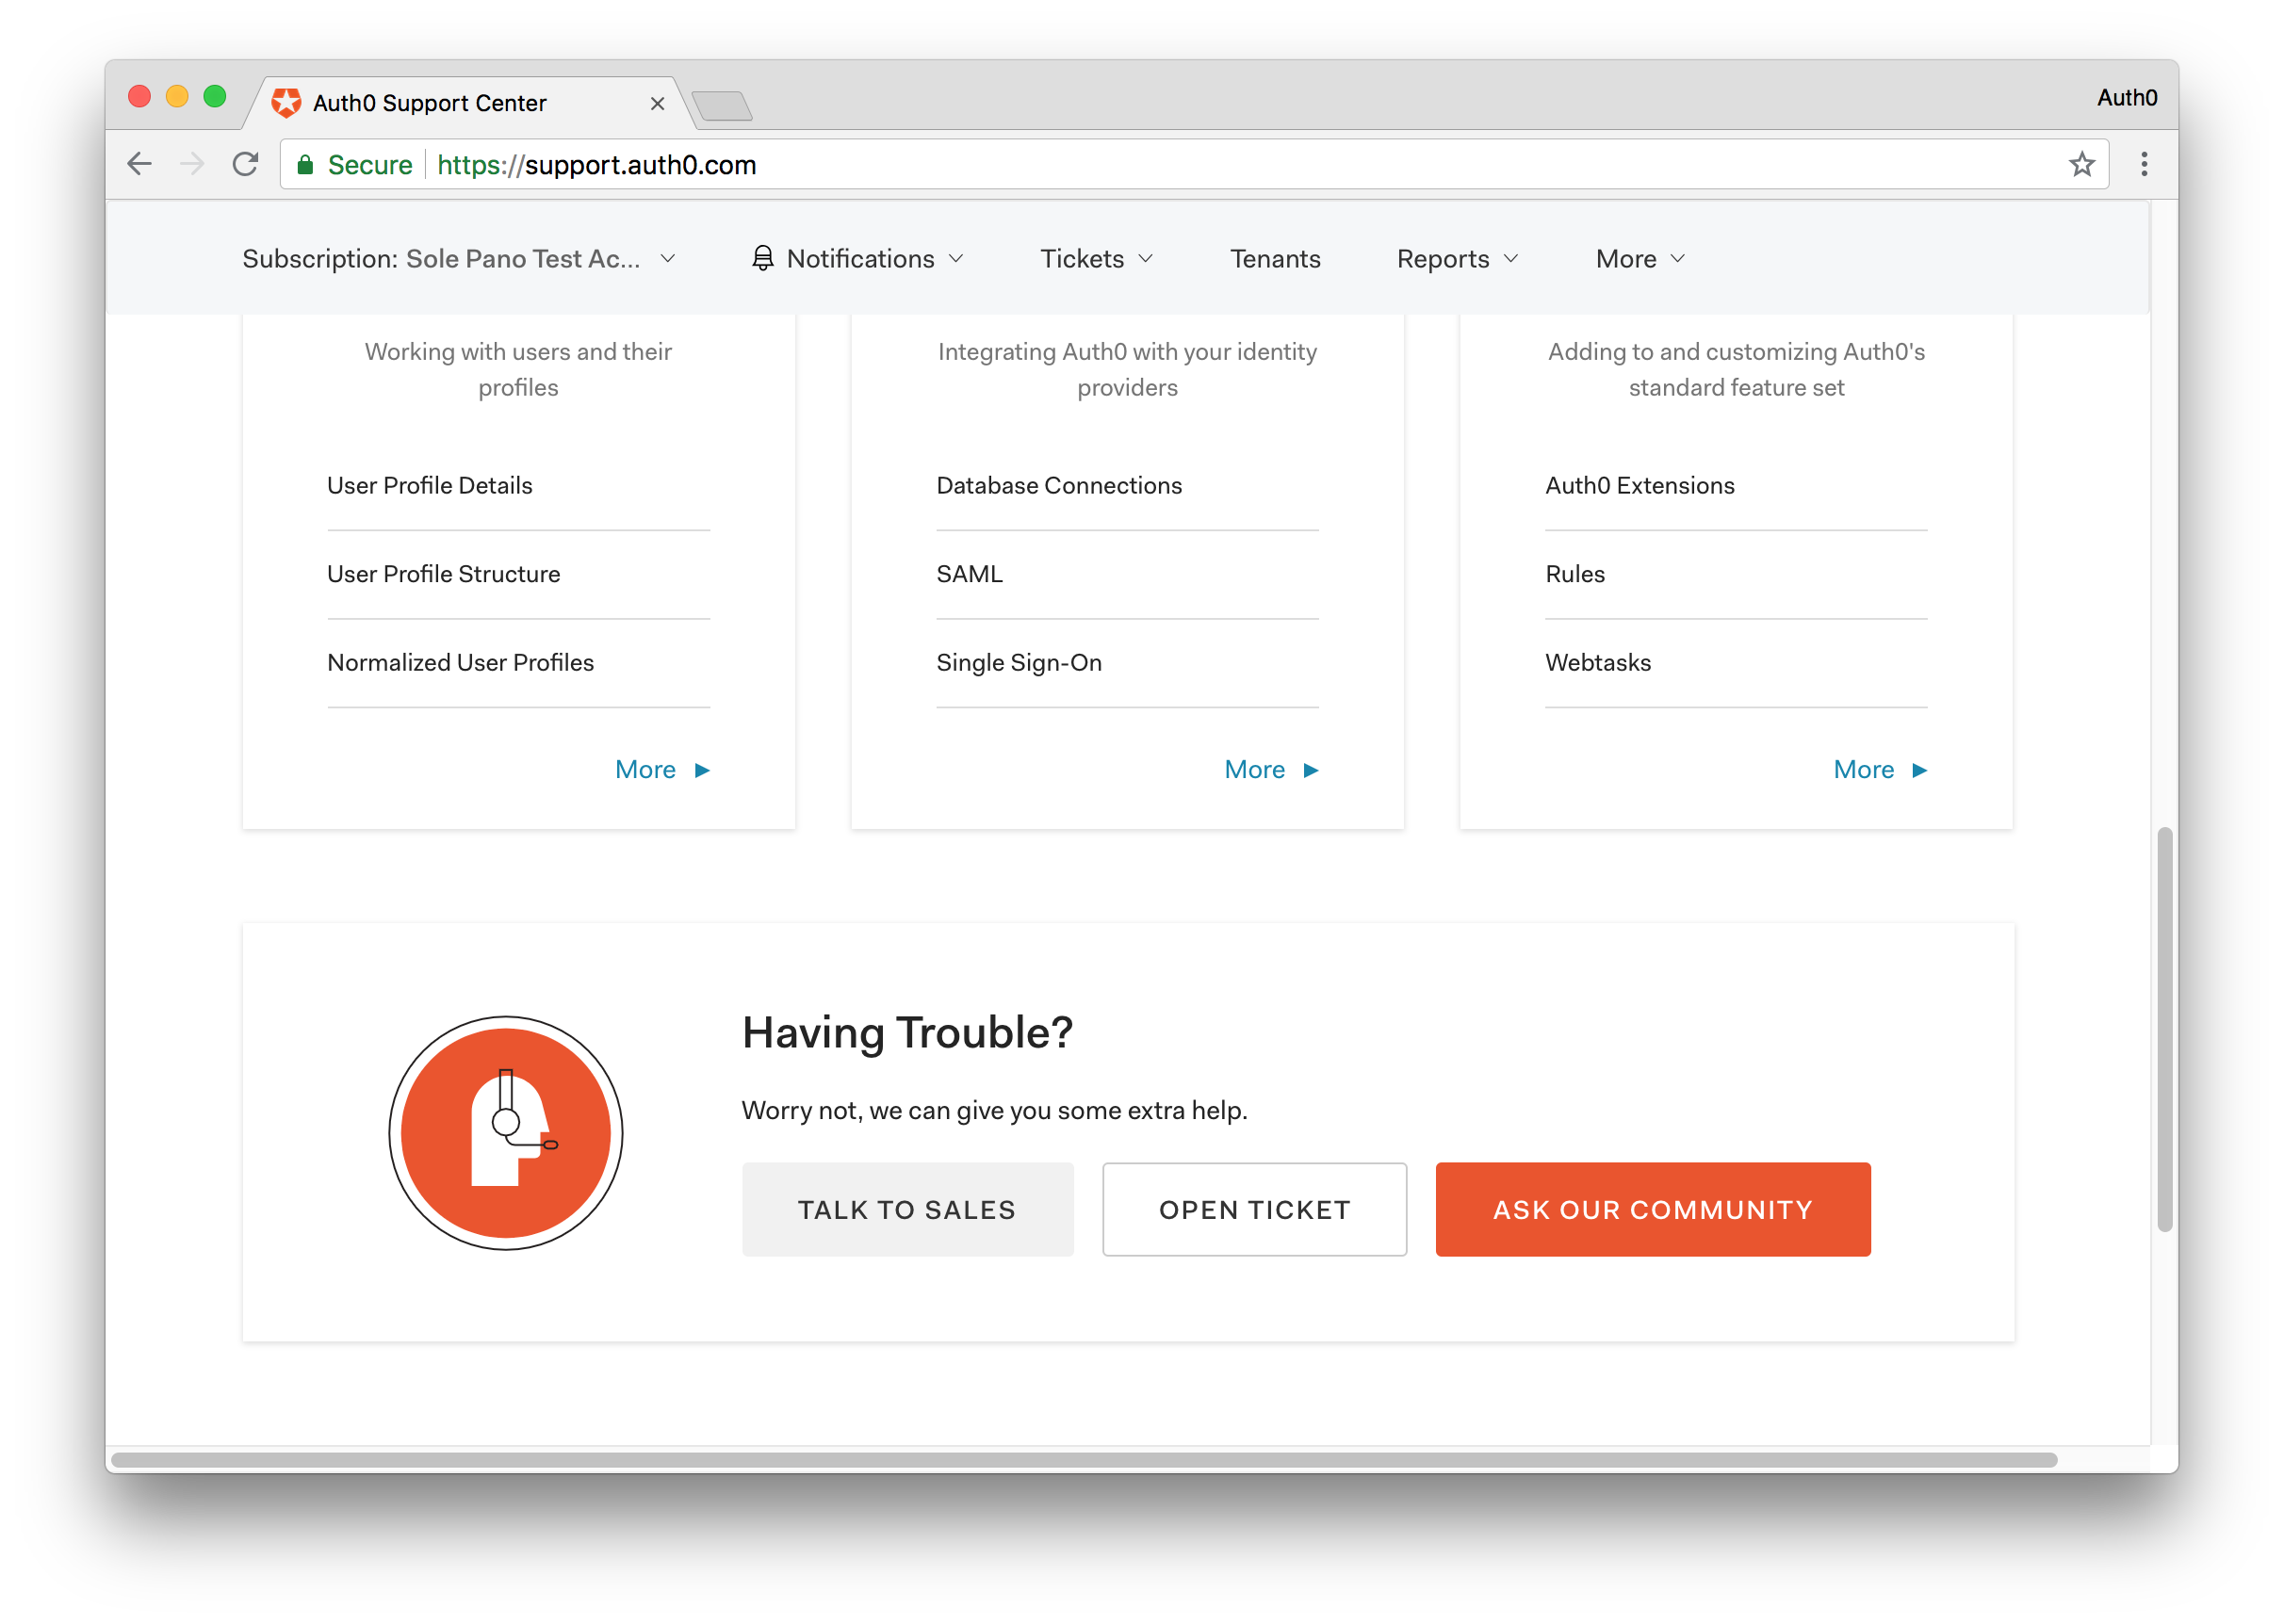 Auth0 Support Center
Auth0
Secure https://support.auth0.com
Subscription: Sole Pano Test Ac... Notifications Tickets Tenants Reports More
Working with users and their
profiles
User Profile Details
User Profile Structure
Normalized User Profiles
More
Integrating Auth0 with your identity
providers
Database Connections
SAML
Single Sign-On
More
Adding to and customizing Auth0's
standard feature set
Auth0 Extensions
Rules
Webtasks
More
Having Trouble?
Worry not, we can give you some extra help.
TALK TO SALES OPEN TICKET ASK OUR COMMUNITY